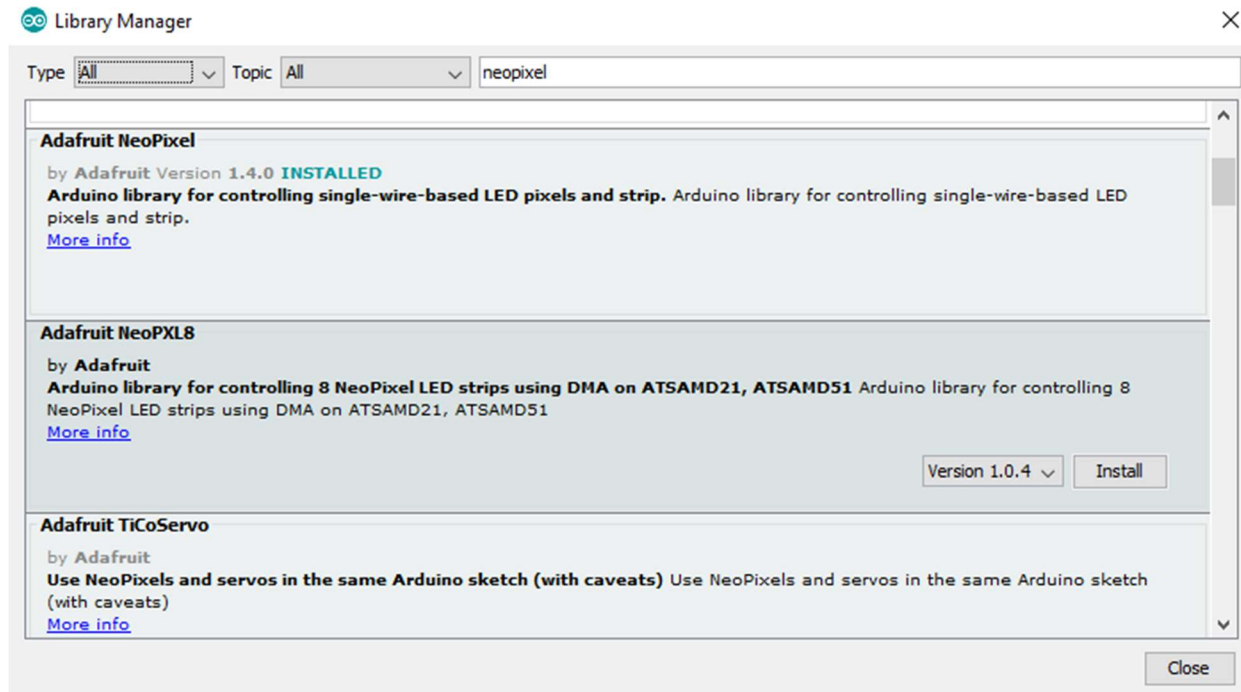 Library Manager
Type All Topic All neopixel
Adafruit NeoPixel
by Adafruit Version 1.4.0 INSTALLED
Arduino library for controlling single-wire-based LED pixels and strip. Arduino library for controlling single-wire-based LED
pixels and strip.
More info
Adafruit NeoPXL8
by Adafruit
Arduino library for controlling 8 NeoPixel LED strips using DMA on ATSAMD21, ATSAMD51 Arduino library for controlling 8
NeoPixel LED strips using DMA on ATSAMD21, ATSAMD51
More info
Version 1.0.4 Install
Adafruit TiCoServo
by Adafruit
Use NeoPixels and servos in the same Arduino sketch (with caveats) Use NeoPixels and servos in the same Arduino sketch
(with caveats)
More info
Close